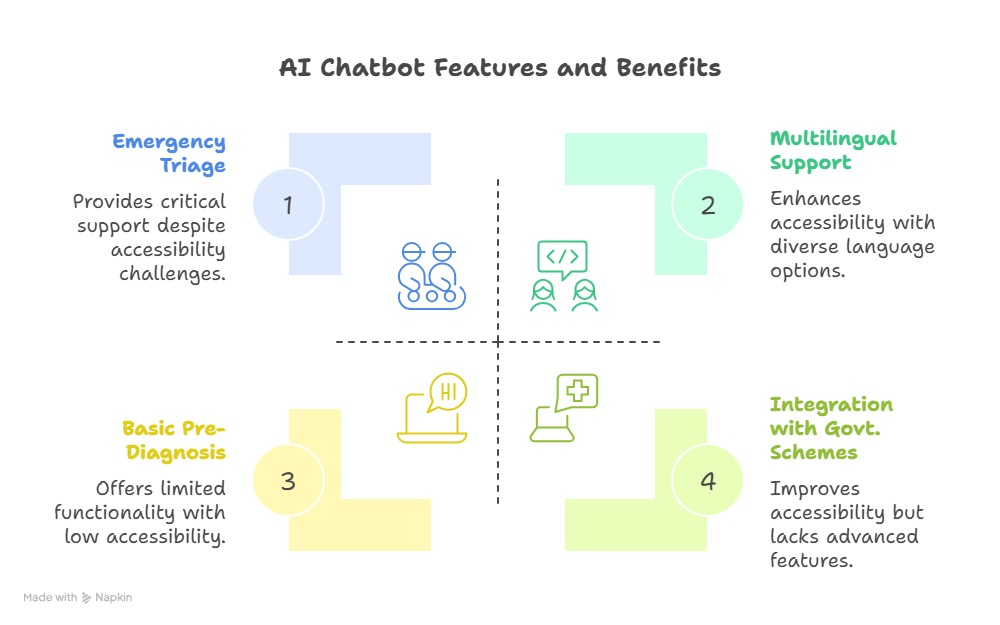 AI Chatbot Features and Benefits
Emergency
Triage
Provides critical
support despite
accessibility
challenges.
1
2
Multilingual
Support
Enhances
accessibility with
diverse language
options.
</>
HI
Basic Pre-
Diagnosis
Offers limited
functionality with
low accessibility.
3
4
Integration
with Govt.
Schemes
Improves
accessibility but
lacks advanced
features.
Made with Napkin